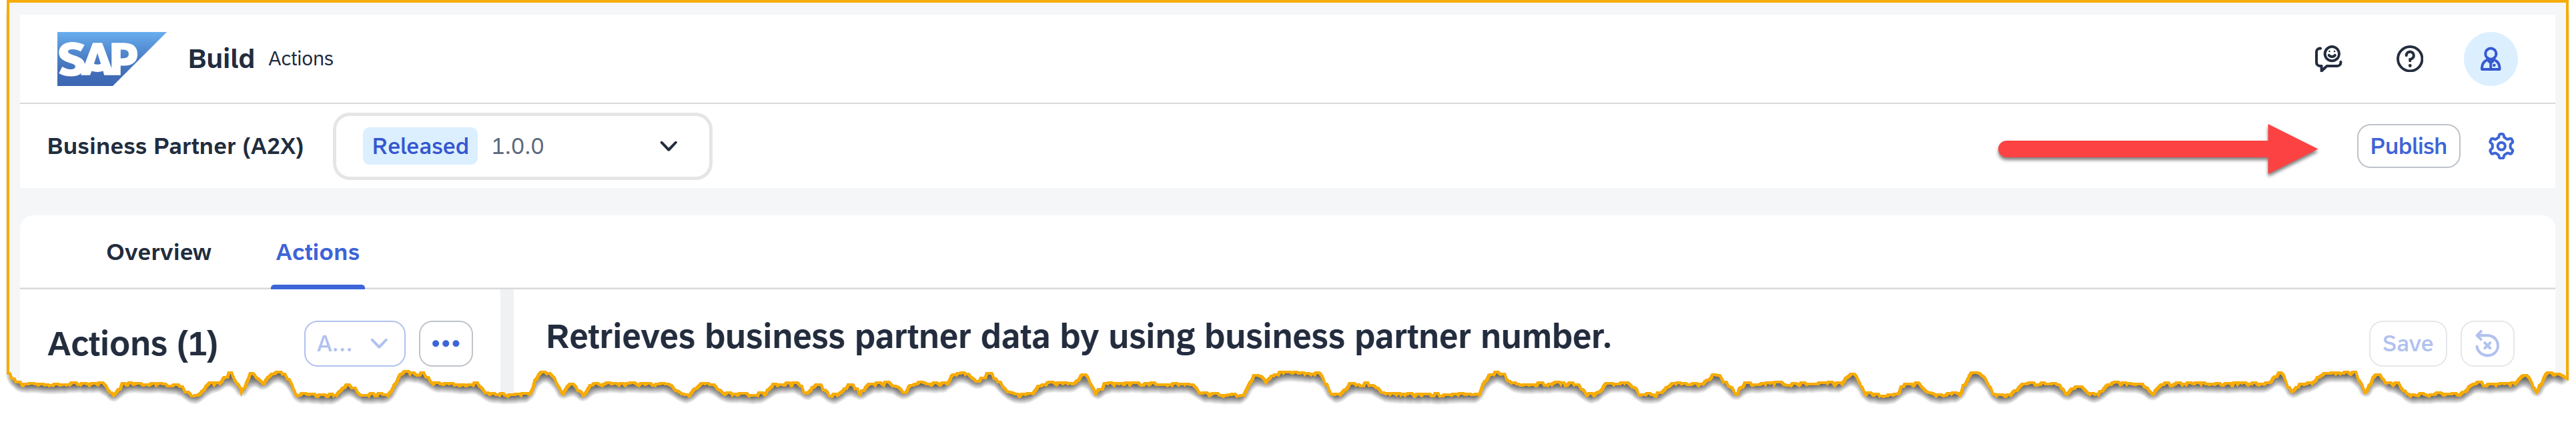 SAP Build Actions
Business Partner (A2X) Released 1.0.0 Publish
Overview Actions
Actions (1) A... Retrieves business partner data by using business partner number. Save